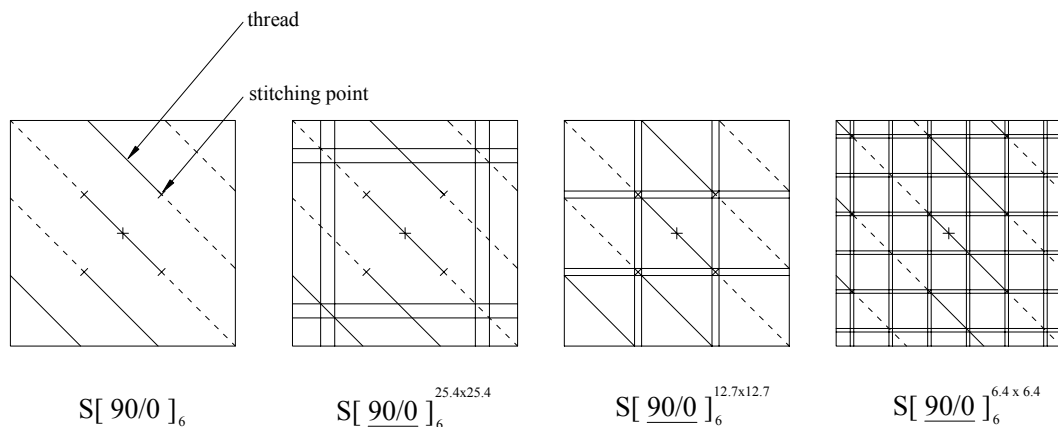 thread
stitching point
S[ 90/0 ]6
S[ 90/0 ]6 25.4x25.4
S[ 90/0 ]6 12.7x12.7
S[ 90/0 ]6 6.4 x 6.4